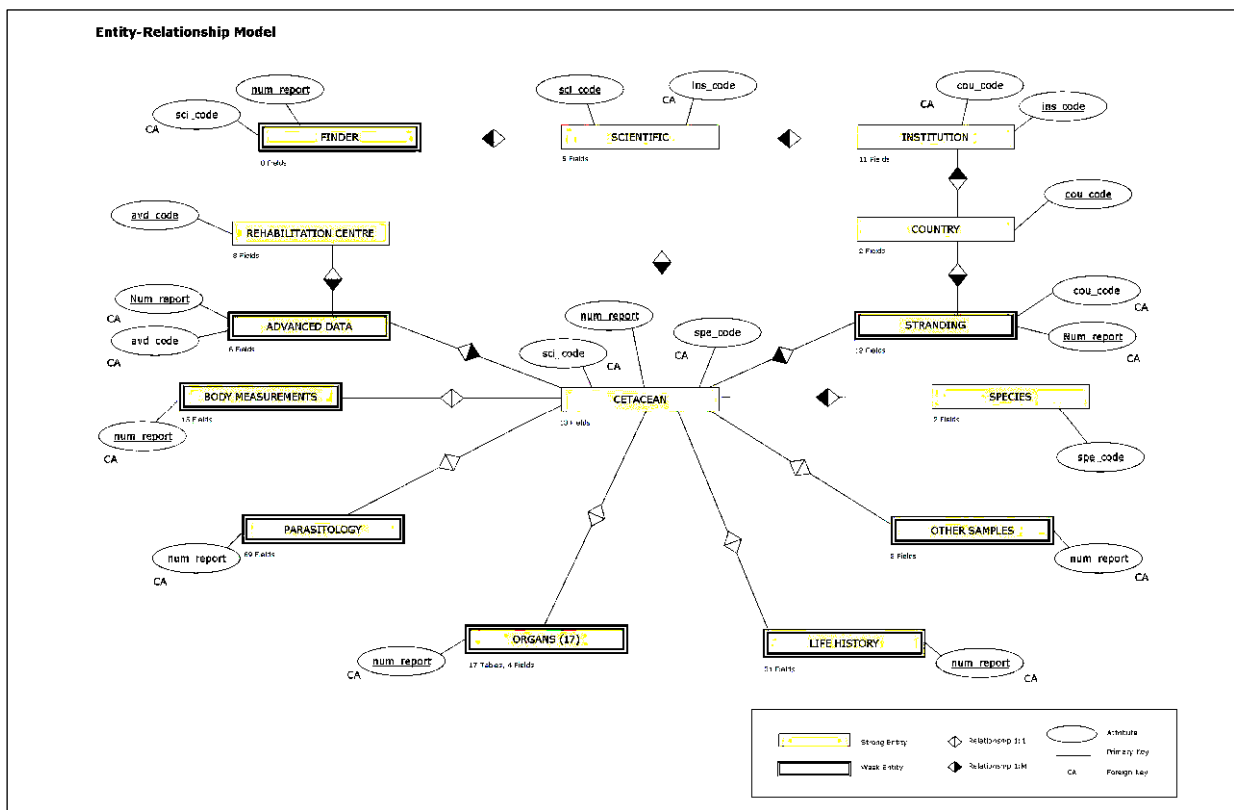 Entity-Relationship Model
num_report
sci_code
CA
FINDER
sci_code
ins_code
CA
SCIENTIFIC
5 Fields
cou_code
CA
ins_code
INSTITUTION
11 Fields
avd_code
REHABILITATION CENTRE
8 Fields
cou_code
COUNTRY
2 Fields
Num_report
CA
ADVANCED DATA
avd_code
CA
6 Fields
num_report
CA
sci_code
CA
spe_code
CA
CETACEAN
cou_code
CA
STRANDING
Num_report
CA
BODY MEASUREMENTS
num_report
CA
SPECIES
2 Fields
spe_code
PARASITOLOGY
num_report
CA
69 Fields
OTHER SAMPLES
num_report
CA
ORGANS (17)
num_report
CA
17 Tables, 4 Fields
LIFE HISTORY
num_report
CA
Strong Entity
Relationship 1:1
Attribute
Primary Key
Weak Entity
Relationship 1:M
CA
Foreign Key